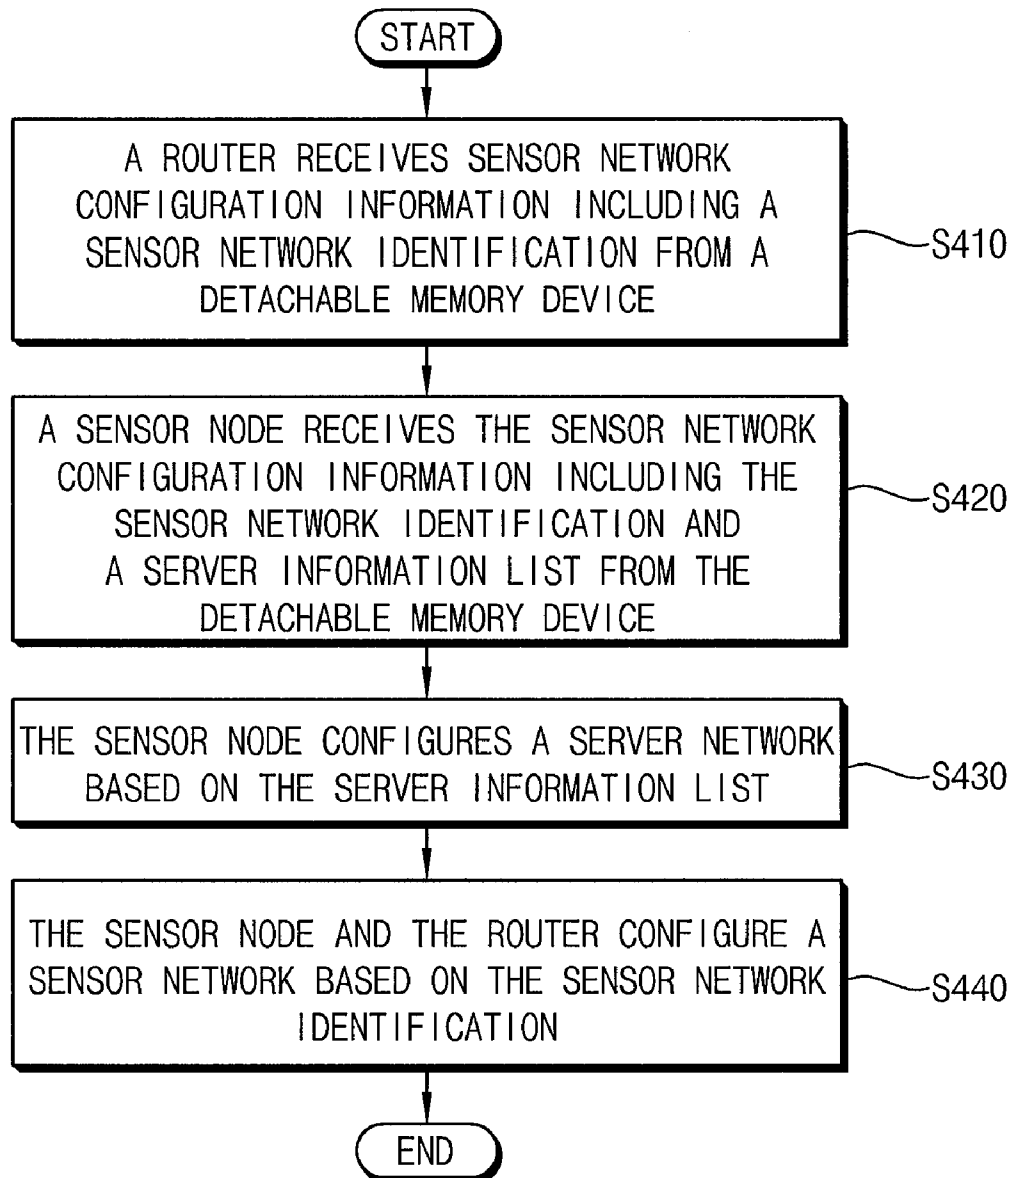 START
A ROUTER RECEIVES SENSOR NETWORK
CONFIGURATION INFORMATION INCLUDING A
SENSOR NETWORK IDENTIFICATION FROM A
DETACHABLE MEMORY DEVICE
S410
A SENSOR NODE RECEIVES THE SENSOR NETWORK
CONFIGURATION INFORMATION INCLUDING THE
SENSOR NETWORK IDENTIFICATION AND
A SERVER INFORMATION LIST FROM THE
DETACHABLE MEMORY DEVICE
S420
THE SENSOR NODE CONFIGURES A SERVER NETWORK
BASED ON THE SERVER INFORMATION LIST
S430
THE SENSOR NODE AND THE ROUTER CONFIGURE A
SENSOR NETWORK BASED ON THE SENSOR NETWORK
IDENTIFICATION
S440
END